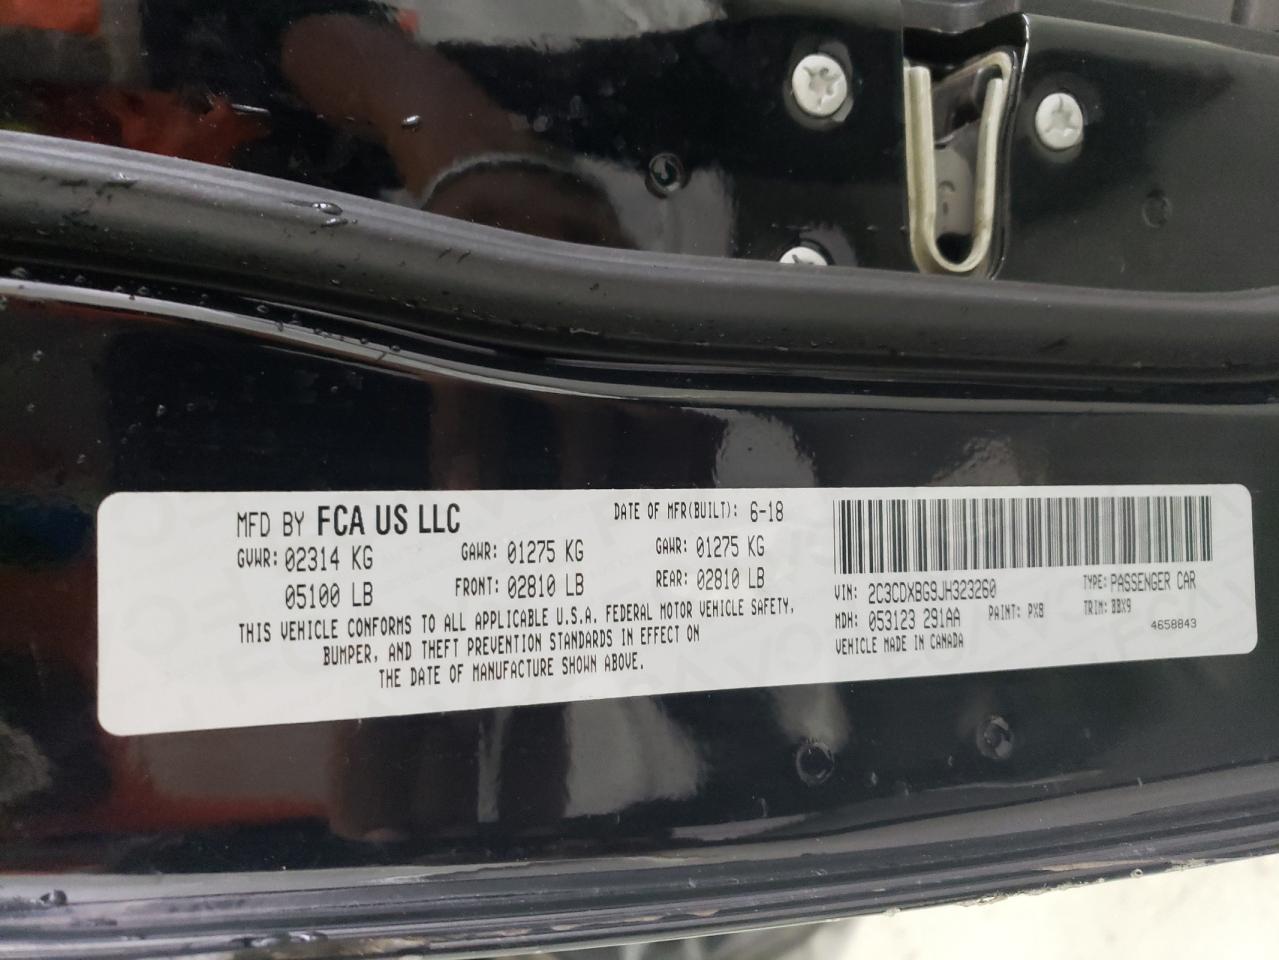 MFD BY FCA US LLC
DATE OF MFR(BUILT): 6-18
GVWR: 02314 KG GAWR: 01275 KG GAWR: 01275 KG
05100 LB FRONT: 02810 LB REAR: 02810 LB
THIS VEHICLE CONFORMS TO ALL APPLICABLE U.S.A. FEDERAL MOTOR VEHICLE SAFETY,
BUMPER, AND THEFT PREVENTION STANDARDS IN EFFECT ON
THE DATE OF MANUFACTURE SHOWN ABOVE.
VIN: 2C3CDXBG9JH323260 TYPE: PASSENGER CAR
MDH: 053123 291AA PAINT: PX8 TRIM: BBX9
VEHICLE MADE IN CANADA 4658843